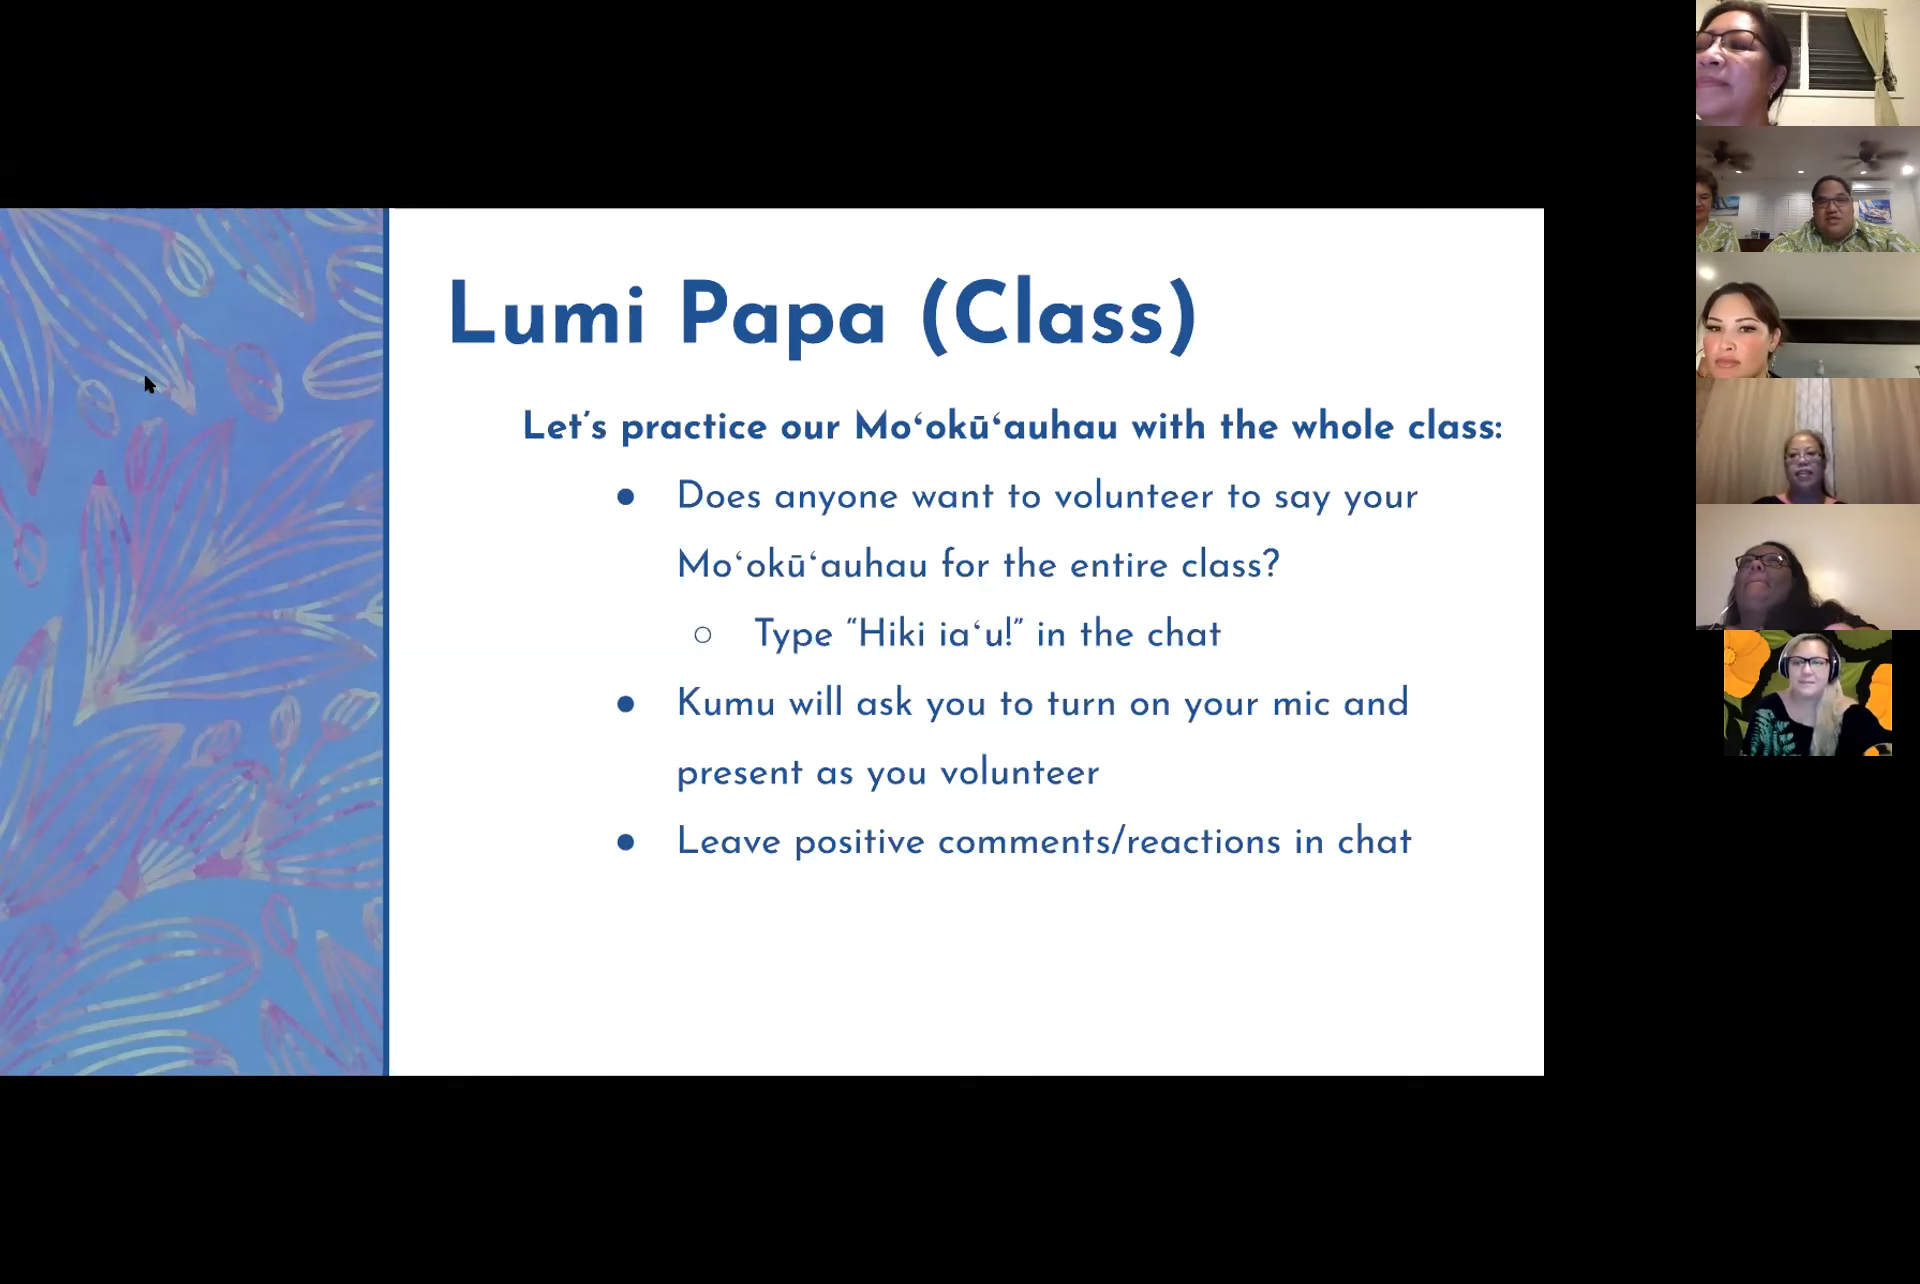 Lumi Papa (Class)
Let's practice our Moʻokūʻauhau with the whole class:
● Does anyone want to volunteer to say your
Moʻokūʻauhau for the entire class?
○ Type “Hiki iaʻu!” in the chat
● Kumu will ask you to turn on your mic and
present as you volunteer
● Leave positive comments/reactions in chat